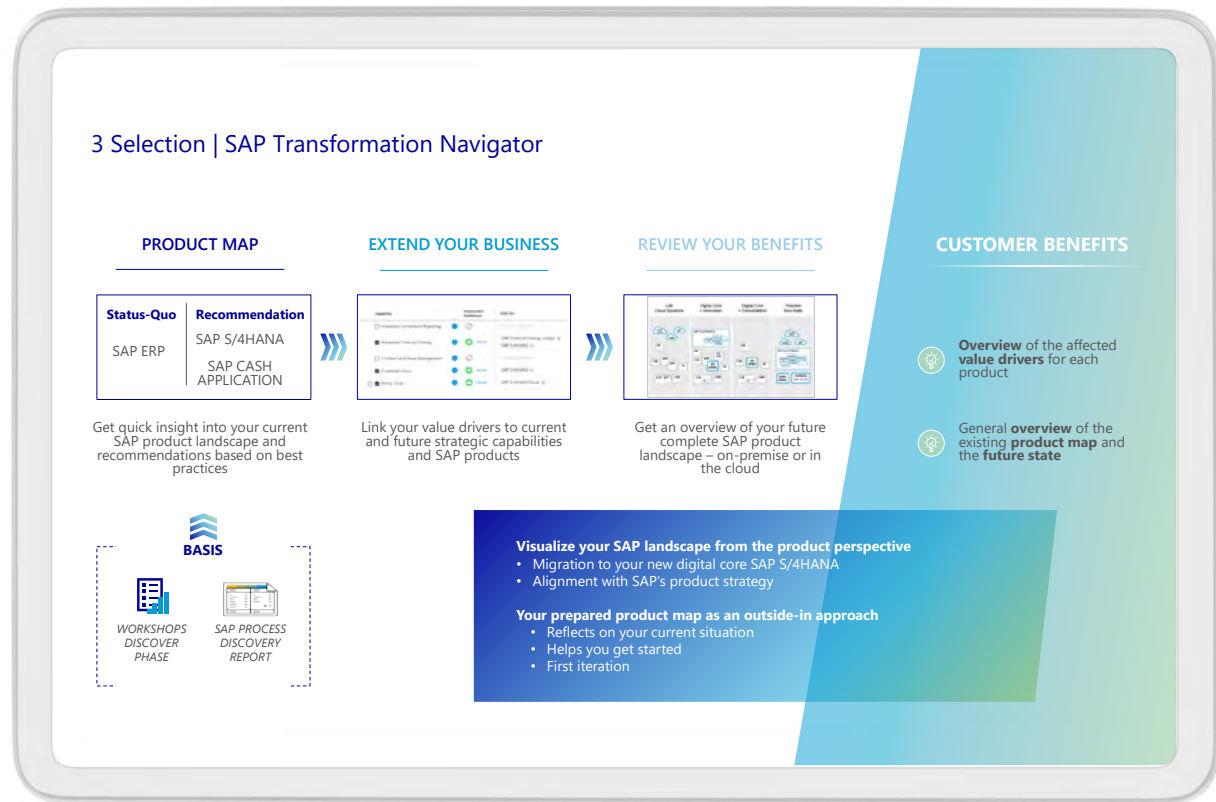 3 Selection | SAP Transformation Navigator
PRODUCT MAP
Status-Quo
Recommendation
SAP ERP
SAP S/4HANA
SAP CASH
APPLICATION
Get quick insight into your current
SAP product landscape and
recommendations based on best
practices
EXTEND YOUR BUSINESS
Link your value drivers to current
and future strategic capabilities
and SAP products
REVIEW YOUR BENEFITS
Get an overview of your future
complete SAP product
landscape – on-premise or in
the cloud
CUSTOMER BENEFITS
Overview of the affected
value drivers for each
product
General overview of the
existing product map and
the future state
BASIS
WORKSHOPS
DISCOVER
PHASE
SAP PROCESS
DISCOVERY
REPORT
Visualize your SAP landscape from the product perspective
• Migration to your new digital core SAP S/4HANA
• Alignment with SAP's product strategy
Your prepared product map as an outside-in approach
• Reflects on your current situation
• Helps you get started
• First iteration